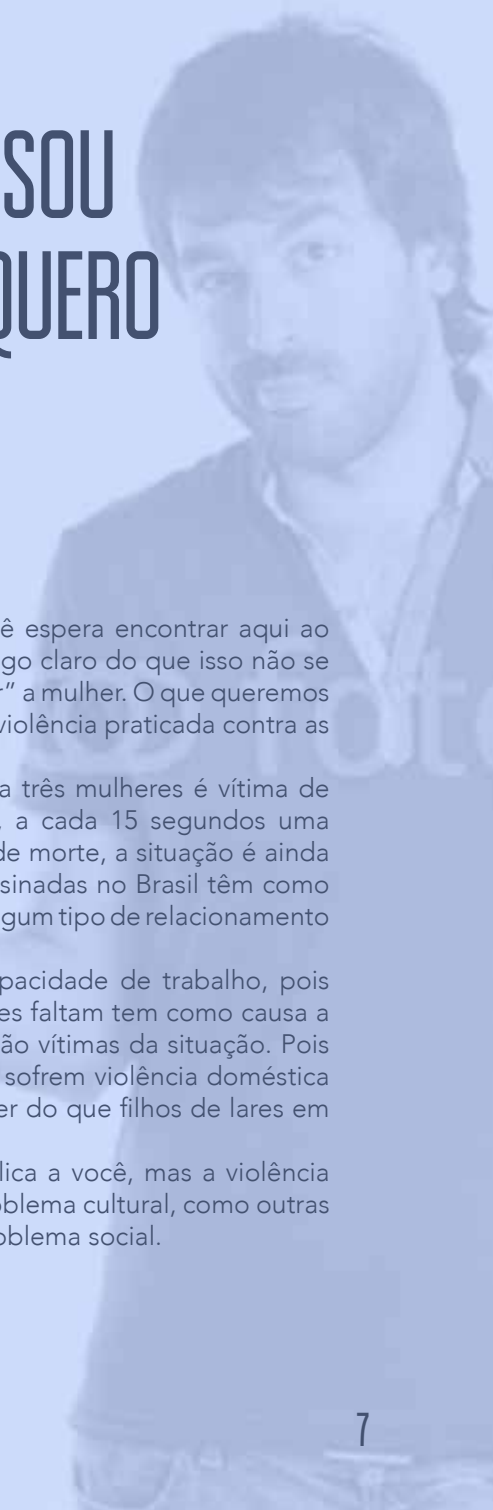 SOU
QUERO
ê espera encontrar aqui ao
go claro do que isso não se
r” a mulher. O que queremos
violência praticada contra as
a três mulheres é vítima de
, a cada 15 segundos uma
de morte, a situação é ainda
sinadas no Brasil têm como
gum tipo de relacionamento
pacidade de trabalho, pois
es faltam tem como causa a
ão vítimas da situação. Pois
sofrem violência doméstica
er do que filhos de lares em
lica a você, mas a violência
oblema cultural, como outras
oblema social.
7